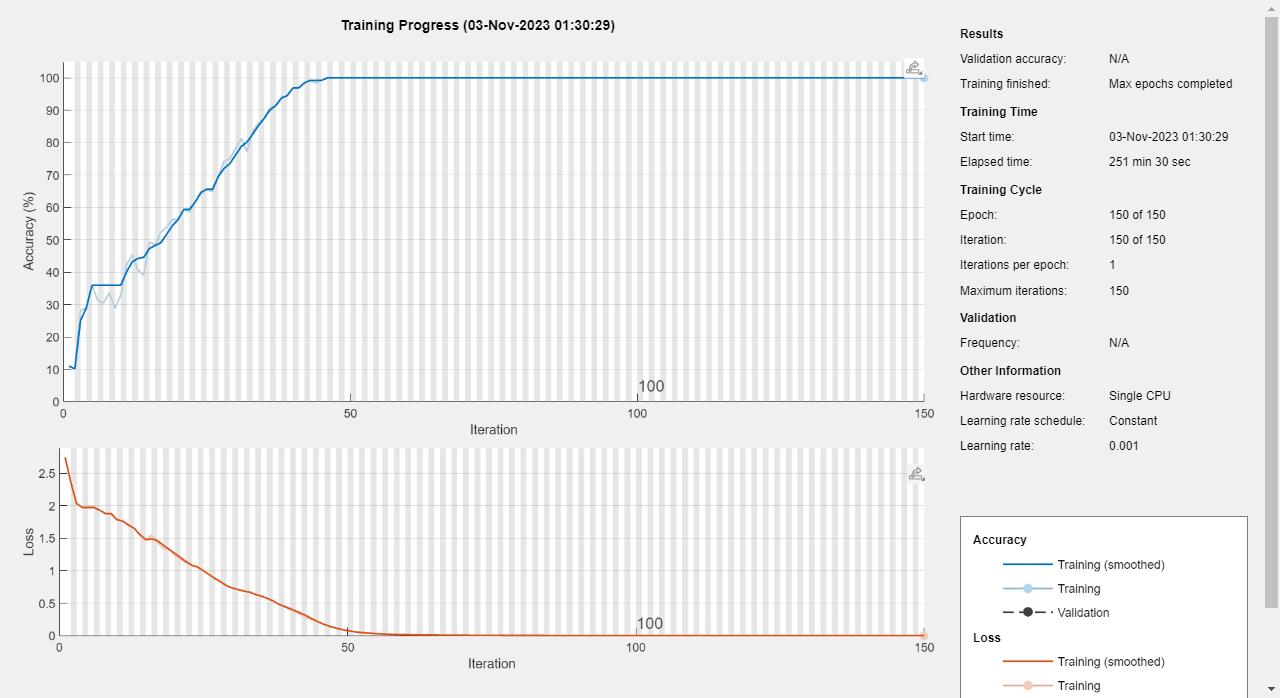 Training Progress (03-Nov-2023 01:30:29)
100
90
80
70
60
50
40
30
20
10
0
Accuracy (%)
100
0
50
100
150
Iteration
2.5
2
1.5
1
0.5
0
Loss
100
0
50
100
150
Iteration
Results
Validation accuracy: N/A
Training finished: Max epochs completed
Training Time
Start time: 03-Nov-2023 01:30:29
Elapsed time: 251 min 30 sec
Training Cycle
Epoch: 150 of 150
Iteration: 150 of 150
Iterations per epoch: 1
Maximum iterations: 150
Validation
Frequency: N/A
Other Information
Hardware resource: Single CPU
Learning rate schedule: Constant
Learning rate: 0.001
Accuracy
Training (smoothed)
Training
Validation
Loss
Training (smoothed)
Training